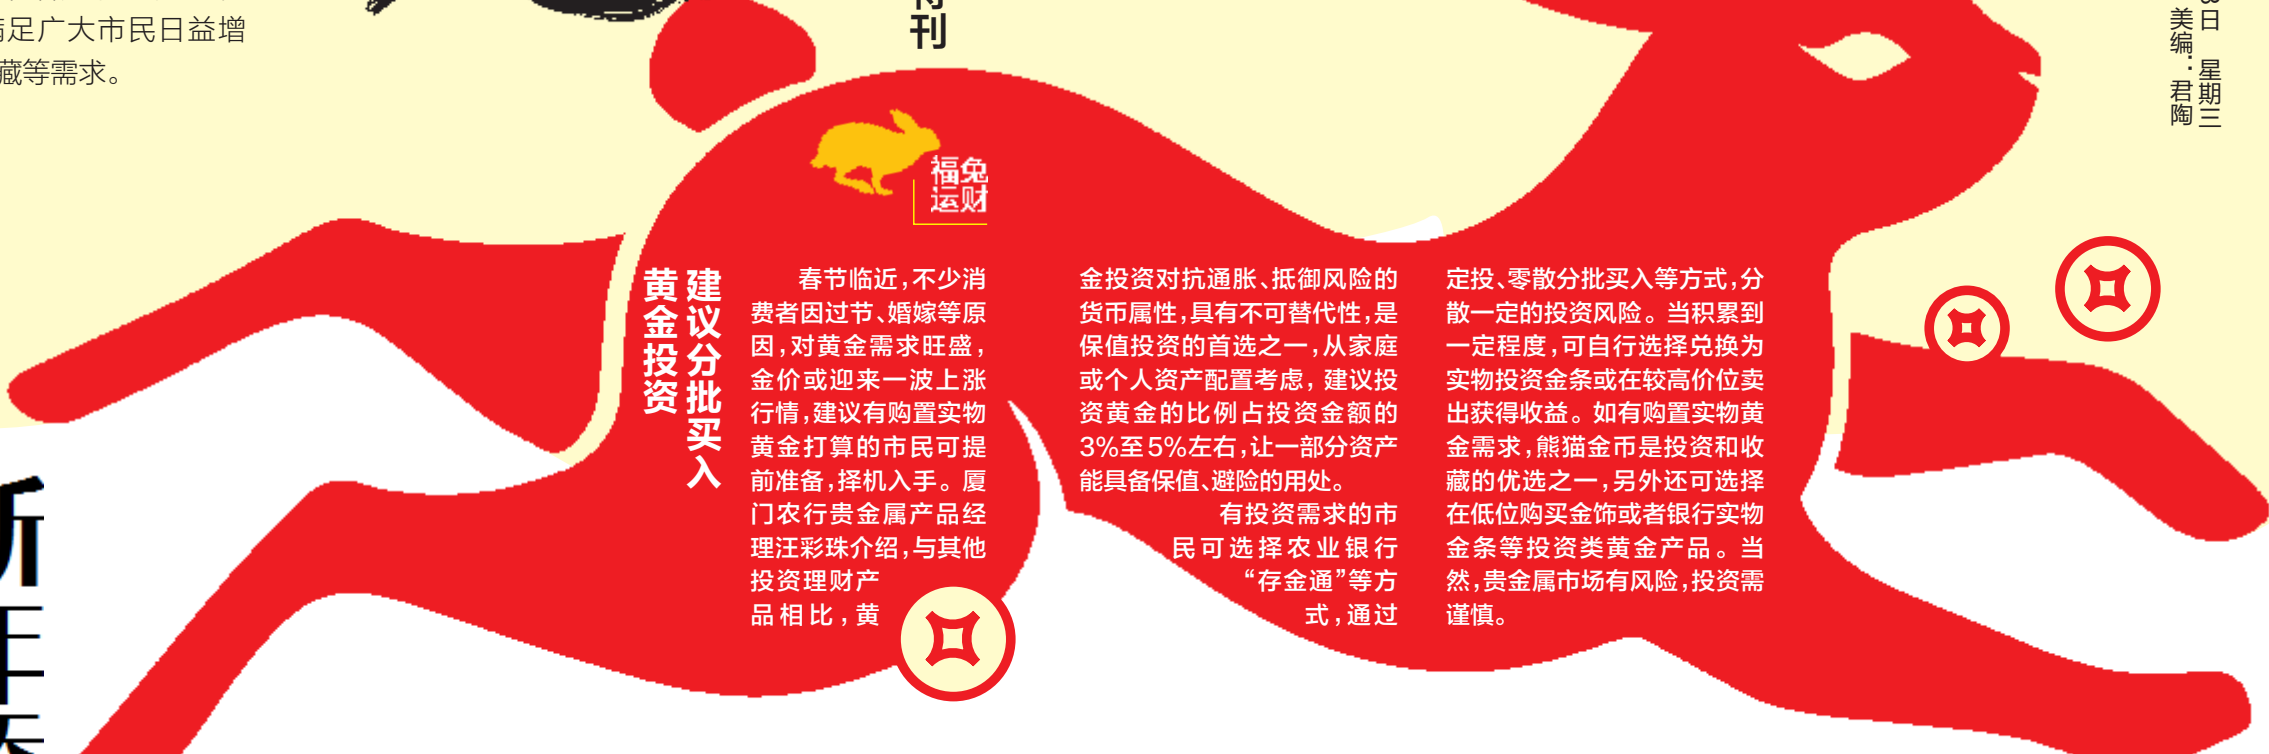 足广大市民日益增
藏等需求。
刊
日 星期三
美编：君陶
兔财
福运
建议分批买入
黄金投资
春节临近，不少消
费者因过节、婚嫁等原
因，对黄金需求旺盛，
金价或迎来一波上涨
行情，建议有购置实物
黄金打算的市民可提
前准备，择机入手。厦
门农行贵金属产品经
理汪彩珠介绍，与其他
投资理财产
品相比，黄
金投资对抗通胀、抵御风险的
货币属性，具有不可替代性，是
保值投资的首选之一，从家庭
或个人资产配置考虑，建议投
资黄金的比例占投资金额的
3%至5%左右，让一部分资产
能具备保值、避险的用处。
有投资需求的市
民可选择农业银行
“存金通”等方
式，通过
定投、零散分批买入等方式，分
散一定的投资风险。当积累到
一定程度，可自行选择兑换为
实物投资金条或在较高价位卖
出获得收益。如有购置实物黄
金需求，熊猫金币是投资和收
藏的优选之一，另外还可选择
在低位购买金饰或者银行实物
金条等投资类黄金产品。当
然，贵金属市场有风险，投资需
谨慎。